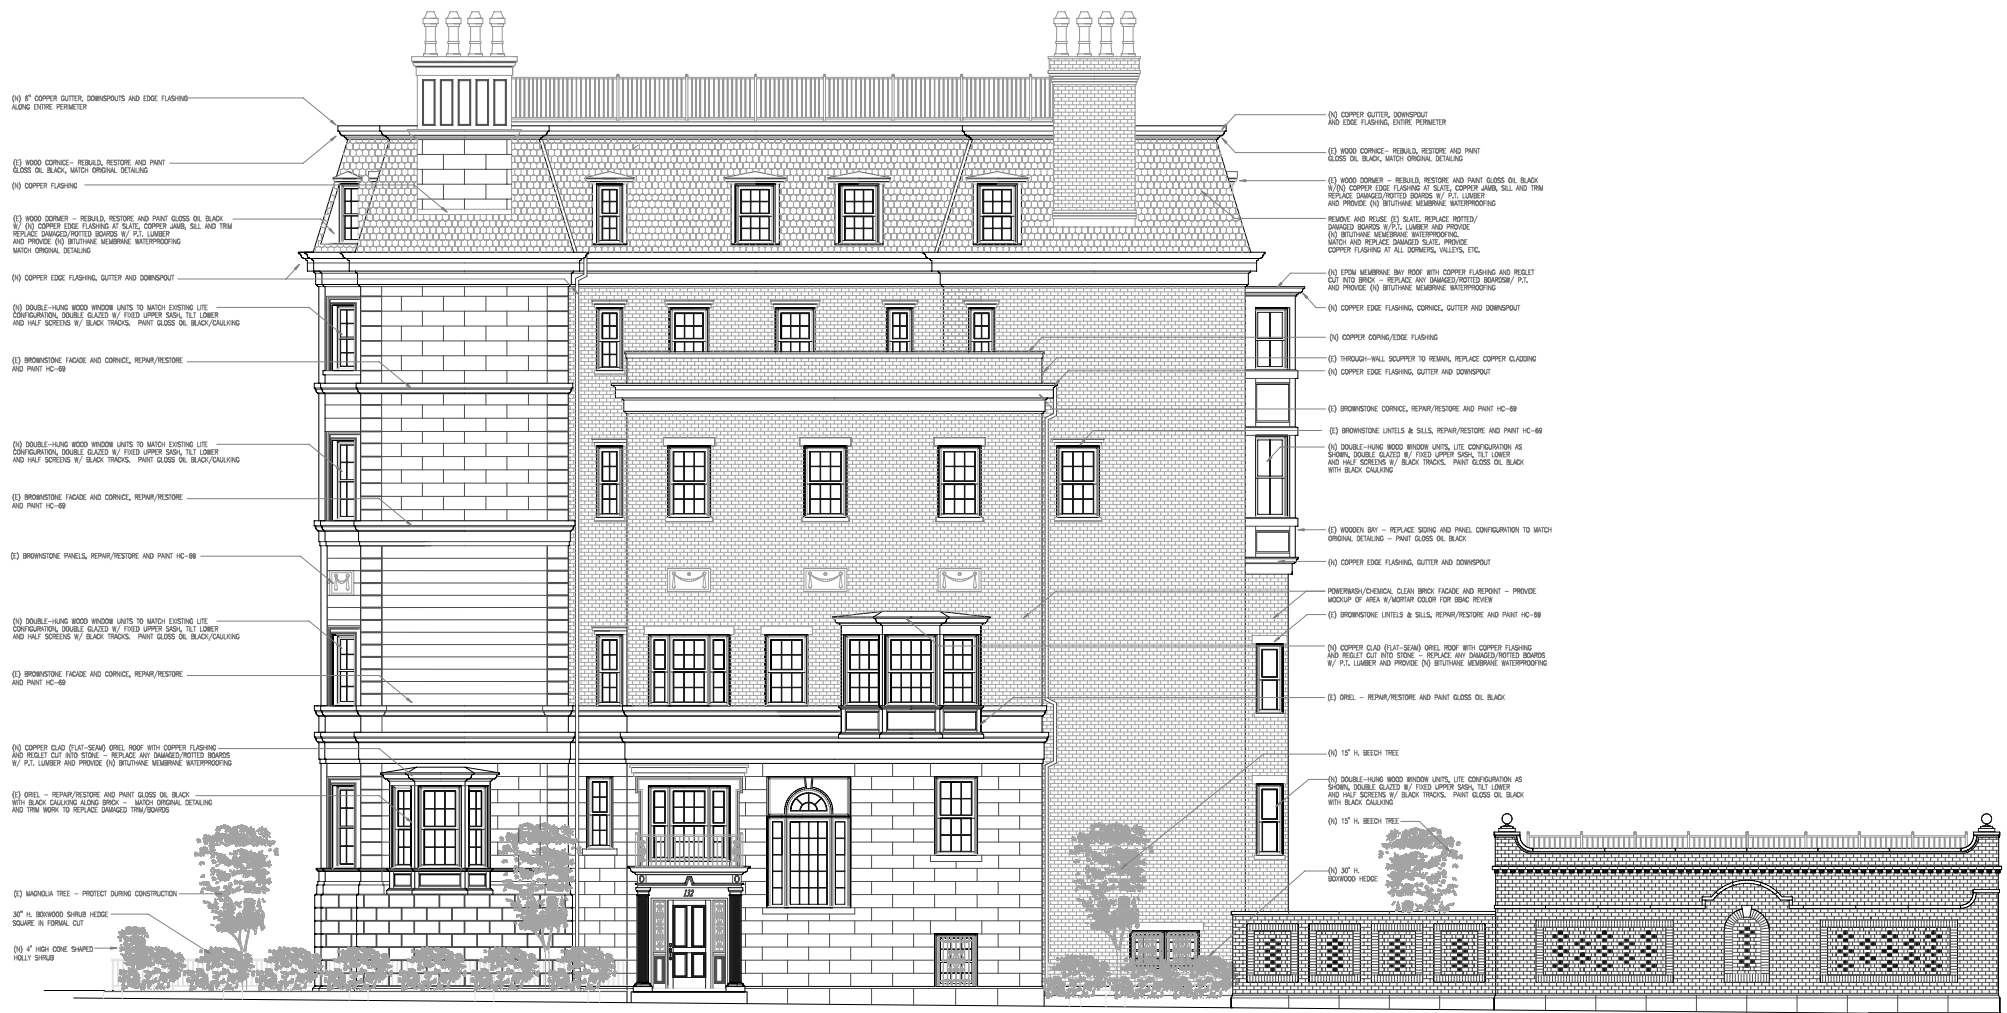 (N) 6" COPPER GUTTER, DOWNSPOUTS AND EDGE FLASHING
ALONG ENTIRE PERIMETER
(E) WOOD CORNICE- REBUILD, RESTORE AND PAINT
GLOSS OIL BLACK, MATCH ORIGINAL DETAILING
(N) COPPER FLASHING
(E) WOOD DORMER - REBUILD, RESTORE AND PAINT GLOSS OIL BLACK
W/ (N) COPPER EDGE FLASHING AT SLATE, COPPER JAMB, SILL AND TRIM
REPLACE DAMAGED/ROTTED BOARDS W/ P.T. LUMBER
AND PROVIDE (N) BITUTHANE MEMBRANE WATERPROOFING
MATCH ORIGINAL DETAILING
(N) COPPER EDGE FLASHING, GUTTER AND DOWNSPOUT
(N) DOUBLE-HUNG WOOD WINDOW UNITS TO MATCH EXISTING LITE
CONFIGURATION, DOUBLE GLAZED W/ FIXED UPPER SASH, TILT LOWER
AND HALF SCREENS W/ BLACK TRACKS. PAINT GLOSS OIL BLACK/CAULKING
(E) BROWNSTONE FACADE AND CORNICE, REPAIR/RESTORE
AND PAINT HC-69
(N) DOUBLE-HUNG WOOD WINDOW UNITS TO MATCH EXISTING LITE
CONFIGURATION, DOUBLE GLAZED W/ FIXED UPPER SASH, TILT LOWER
AND HALF SCREENS W/ BLACK TRACKS. PAINT GLOSS OIL BLACK/CAULKING
(E) BROWNSTONE FACADE AND CORNICE, REPAIR/RESTORE
AND PAINT HC-69
(E) BROWNSTONE PANELS, REPAIR/RESTORE AND PAINT HC-69
(N) DOUBLE-HUNG WOOD WINDOW UNITS TO MATCH EXISTING LITE
CONFIGURATION, DOUBLE GLAZED W/ FIXED UPPER SASH, TILT LOWER
AND HALF SCREENS W/ BLACK TRACKS. PAINT GLOSS OIL BLACK/CAULKING
(E) BROWNSTONE FACADE AND CORNICE, REPAIR/RESTORE
AND PAINT HC-69
(N) COPPER CLAD (FLAT-SEAM) ORIEL ROOF WITH COPPER FLASHING
AND REGLET CUT INTO STONE - REPLACE ANY DAMAGED/ROTTED BOARDS
W/ P.T. LUMBER AND PROVIDE (N) BITUTHANE MEMBRANE WATERPROOFING
(E) ORIEL - REPAIR/RESTORE AND PAINT GLOSS OIL BLACK
WITH BLACK CAULKING ALONG BRICK - MATCH ORIGINAL DETAILING
AND TRIM WORK TO REPLACE DAMAGED TRIM/BOARDS
(E) MAGNOLIA TREE - PROTECT DURING CONSTRUCTION
30" H. BOXWOOD SHRUB HEDGE
SQUARE IN FORMAL CUT
(N) 4' HIGH CONE SHAPED
HOLLY SHRUB
132
(N) COPPER GUTTER, DOWNSPOUT
AND EDGE FLASHING, ENTIRE PERIMETER
(E) WOOD CORNICE- REBUILD, RESTORE AND PAINT
GLOSS OIL BLACK, MATCH ORIGINAL DETAILING
(E) WOOD DORMER - REBUILD, RESTORE AND PAINT GLOSS OIL BLACK
W/(N) COPPER EDGE FLASHING AT SLATE, COPPER JAMB, SILL AND TRIM
REPLACE DAMAGED/ROTTED BOARDS W/ P.T. LUMBER
AND PROVIDE (N) BITUTHANE MEMBRANE WATERPROOFING
REMOVE AND REUSE (E) SLATE. REPLACE ROTTED/
DAMAGED BOARDS W/P.T. LUMBER AND PROVIDE
(N) BITUTHANE MEMEBRANE WATERPROOFING.
MATCH AND REPLACE DAMAGED SLATE. PROVIDE
COPPER FLASHING AT ALL DORMERS, VALLEYS, ETC.
(N) EPDM MEMBRANE BAY ROOF WITH COPPER FLASHING AND REGLET
CUT INTO BRICK - REPLACE ANY DAMAGED/ROTTED BOARDSW/ P.T.
AND PROVIDE (N) BITUTHANE MEMBRANE WATERPROOFING
(N) COPPER EDGE FLASHING, CORNICE, GUTTER AND DOWNSPOUT
(N) COPPER COPING/EDGE FLASHING
(E) THROUGH-WALL SCUPPER TO REMAIN, REPLACE COPPER CLADDING
(N) COPPER EDGE FLASHING, GUTTER AND DOWNSPOUT
(E) BROWNSTONE CORNICE, REPAIR/RESTORE AND PAINT HC-69
(E) BROWNSTONE LINTELS & SILLS, REPAIR/RESTORE AND PAINT HC-69
(N) DOUBLE-HUNG WOOD WINDOW UNITS, LITE CONFIGURATION AS
SHOWN, DOUBLE GLAZED W/ FIXED UPPER SASH, TILT LOWER
AND HALF SCREENS W/ BLACK TRACKS. PAINT GLOSS OIL BLACK
WITH BLACK CAULKING
(E) WOODEN BAY - REPLACE SIDING AND PANEL CONFIGURATION TO MATCH
ORIGINAL DETAILING - PANIT GLOSS OIL BLACK
(N) COPPER EDGE FLASHING, GUTTER AND DOWNSPOUT
POWERWASH/CHEMICAL CLEAN BRICK FACADE AND REPOINT - PROVIDE
MOCKUP OF AREA W/MORTAR COLOR FOR BBAC REVIEW
(E) BROWNSTONE LINTELS & SILLS, REPAIR/RESTORE AND PAINT HC-69
(N) COPPER CLAD (FLAT-SEAM) ORIEL ROOF WITH COPPER FLASHING
AND REGLET CUT INTO STONE - REPLACE ANY DAMAGED/ROTTED BOARDS
W/ P.T. LUMBER AND PROVIDE (N) BITUTHANE MEMBRANE WATERPROOFING
(E) ORIEL - REPAIR/RESTORE AND PAINT GLOSS OIL BLACK
(N) 15' H. BEECH TREE
(N) DOUBLE-HUNG WOOD WINDOW UNITS, LITE CONFIGURATION AS
SHOWN, DOUBLE GLAZED W/ FIXED UPPER SASH, TILT LOWER
AND HALF SCREENS W/ BLACK TRACKS. PAINT GLOSS OIL BLACK
WITH BLACK CAULKING
(N) 15' H. BEECH TREE
(N) 30" H.
BOXWOOD HEDGE